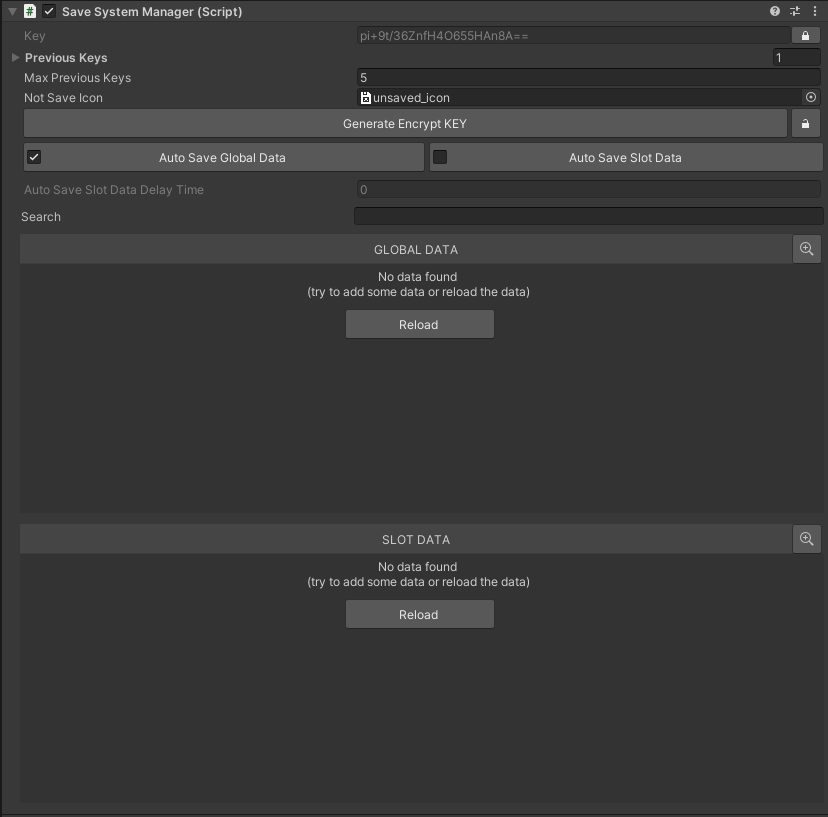 Save System Manager (Script)
Key pi+9t/36ZnfH4O655HAn8A==
Previous Keys 1
Max Previous Keys 5
Not Save Icon unsaved_icon
Generate Encrypt KEY
Auto Save Global Data Auto Save Slot Data
Auto Save Slot Data Delay Time 0
Search
GLOBAL DATA
No data found
(try to add some data or reload the data)
Reload
SLOT DATA
No data found
(try to add some data or reload the data)
Reload